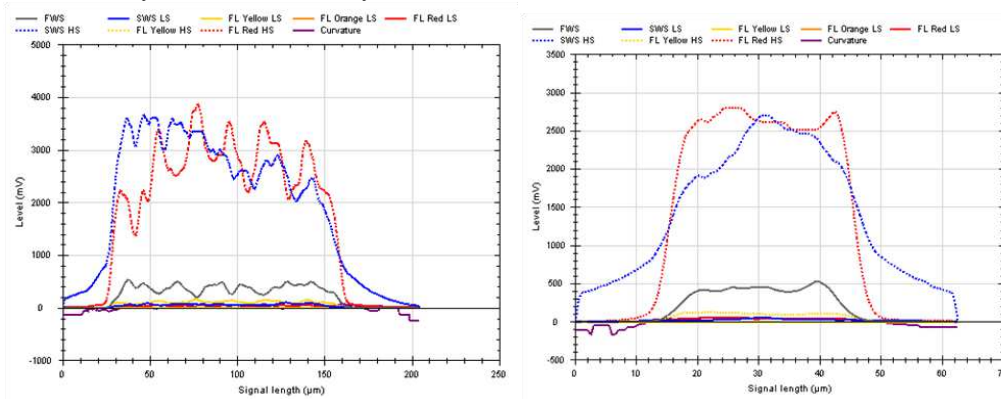 FWS SWS LS FL Yellow LS FL Orange LS FL Red LS
SWS HS FL Yellow HS FL Red HS Curvature
5000
4000
3000
2000
1000
0
-1000
Level (mV)
0 50 100 150 200 250
Signal length (µm)
FWS SWS LS FL Yellow LS FL Orange LS FL Red LS
SWS HS FL Yellow HS FL Red HS Curvature
3500
3000
2500
2000
1500
1000
500
0
-500
Level (mV)
0 10 20 30 40 50 60
Signal length (µm)